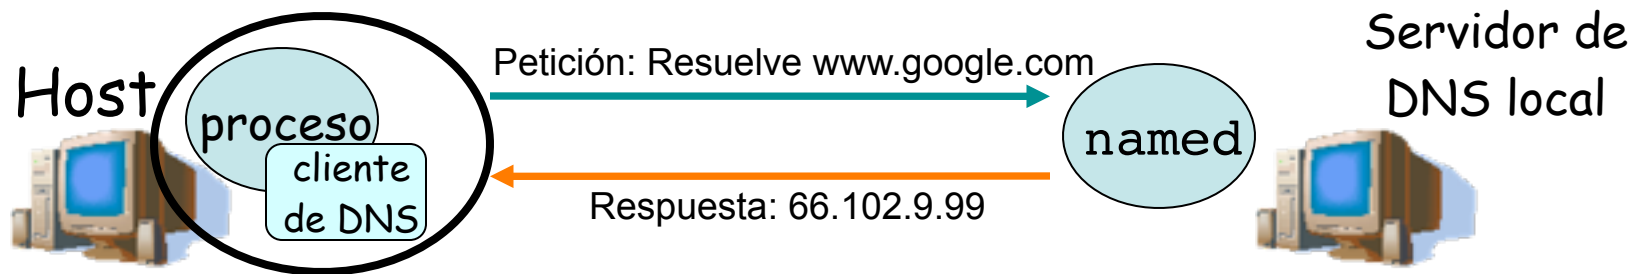 Host
proceso
cliente
de DNS
Petición: Resuelve www.google.com
Respuesta: 66.102.9.99
named
Servidor de
DNS local